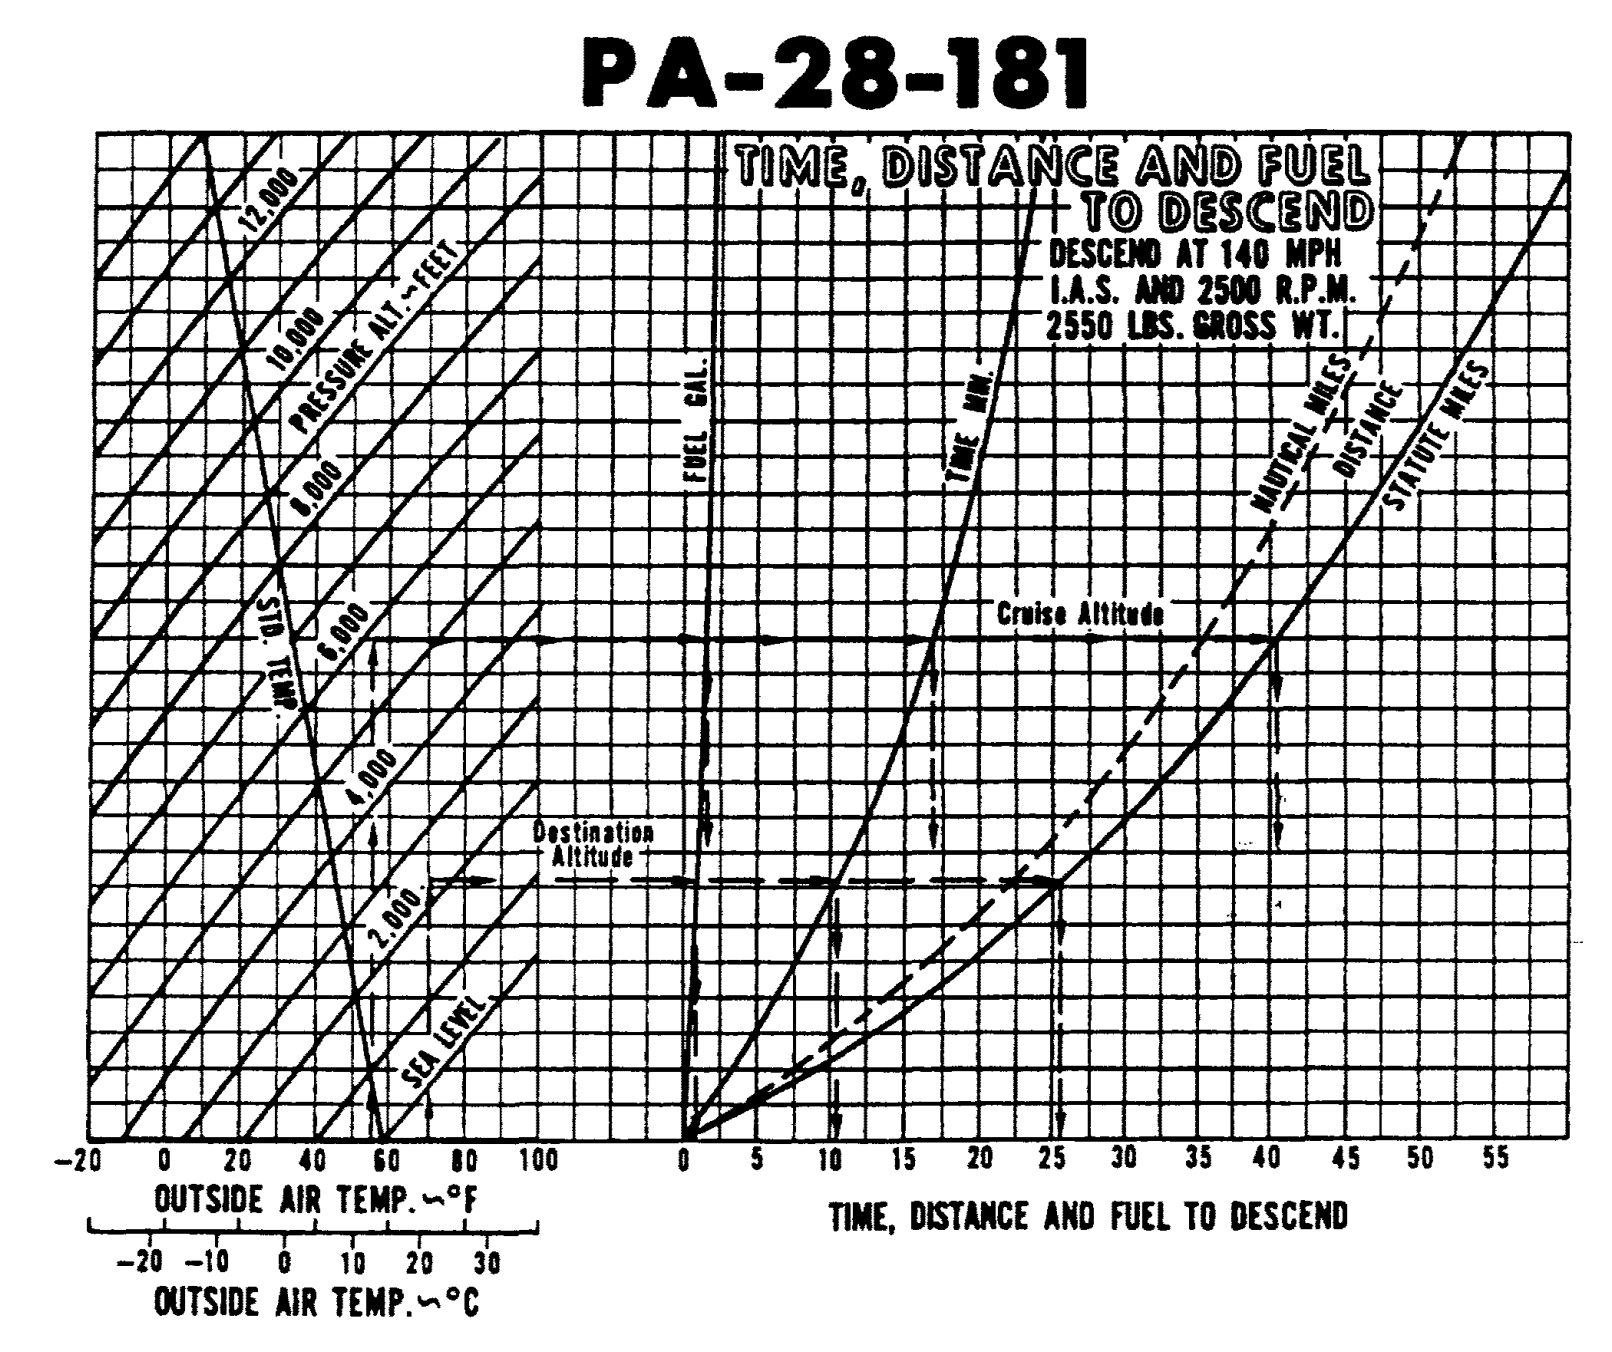 PA-28-181
TIME, DISTANCE AND FUEL
TO DESCEND
DESCEND AT 140 MPH
I.A.S. AND 2500 R.P.M.
2550 LBS. GROSS WT.
12,000
10,000
PRESSURE ALT.~FEET
8,000
6,000
4,000
2,000
SEA LEVEL
STD. TEMP.
FUEL GAL.
TIME MIN.
NAUTICAL MILES
DISTANCE
STATUTE MILES
Cruise Altitude
Destination
Altitude
-20 0 20 40 60 80 100
0 5 10 15 20 25 30 35 40 45 50 55
OUTSIDE AIR TEMP.~°F
TIME, DISTANCE AND FUEL TO DESCEND
-20 -10 0 10 20 30
OUTSIDE AIR TEMP.~°C